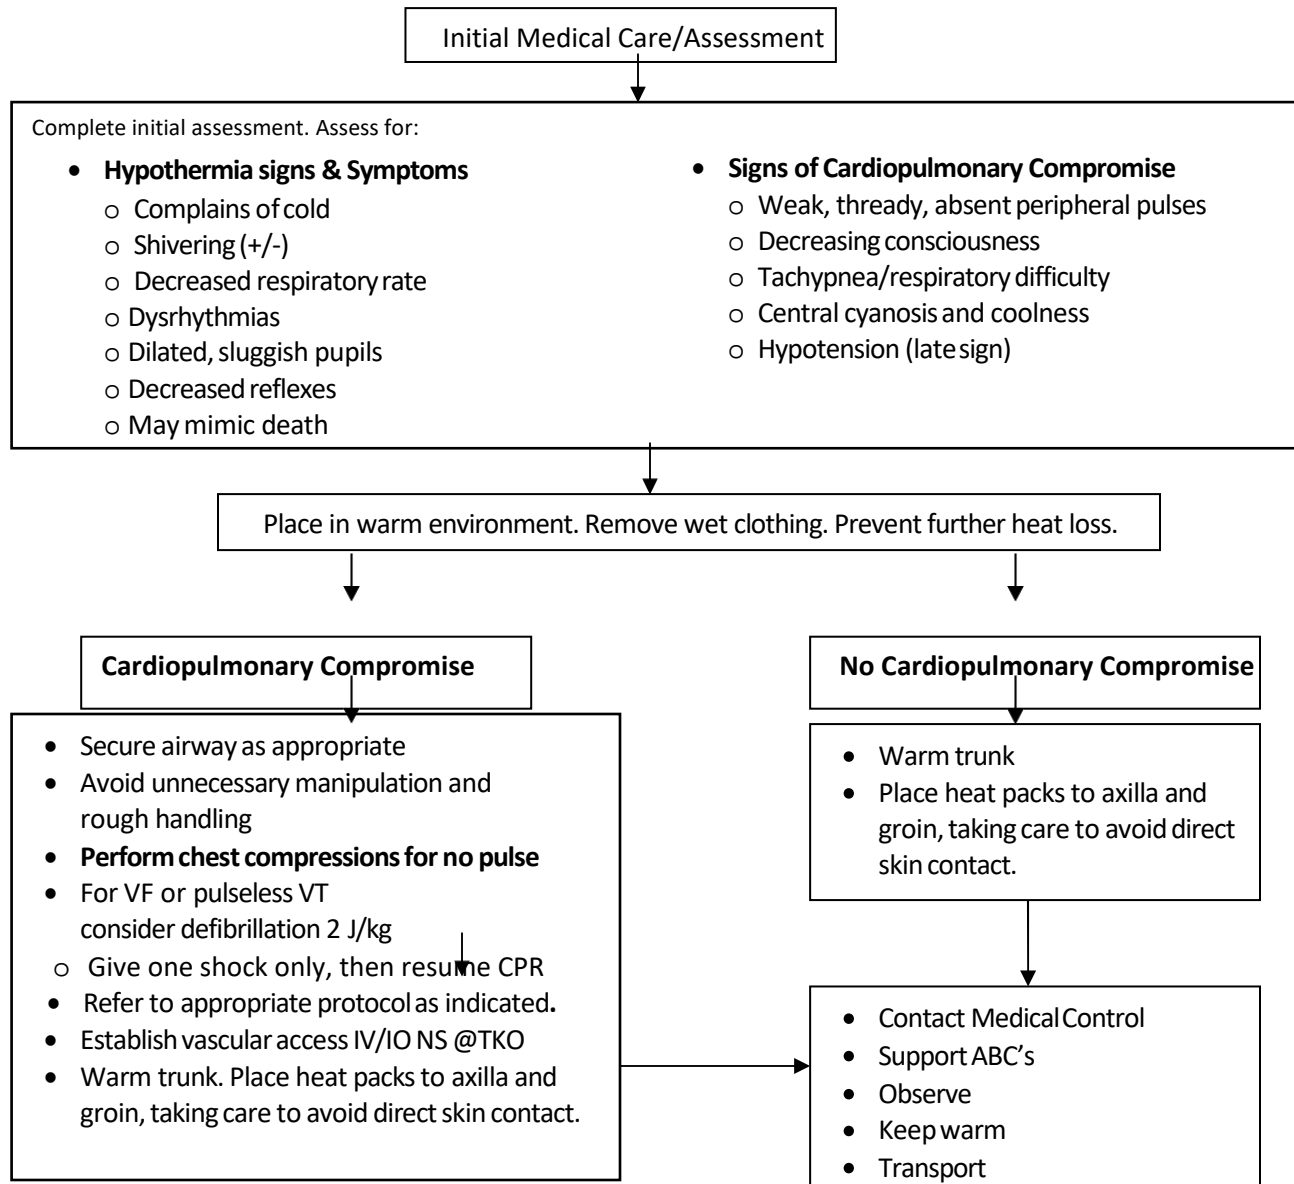 Initial Medical Care/Assessment
Complete initial assessment. Assess for:
• Hypothermia signs & Symptoms
o Complains of cold
o Shivering (+/-)
o Decreased respiratory rate
o Dysrhythmias
o Dilated, sluggish pupils
o Decreased reflexes
o May mimic death
• Signs of Cardiopulmonary Compromise
o Weak, thready, absent peripheral pulses
o Decreasing consciousness
o Tachypnea/respiratory difficulty
o Central cyanosis and coolness
o Hypotension (late sign)
Place in warm environment. Remove wet clothing. Prevent further heat loss.
Cardiopulmonary Compromise
• Secure airway as appropriate
• Avoid unnecessary manipulation and
rough handling
• Perform chest compressions for no pulse
• For VF or pulseless VT
consider defibrillation 2 J/kg
o Give one shock only, then resume CPR
• Refer to appropriate protocol as indicated.
• Establish vascular access IV/IO NS @TKO
• Warm trunk. Place heat packs to axilla and
groin, taking care to avoid direct skin contact.
No Cardiopulmonary Compromise
• Warm trunk
• Place heat packs to axilla and
groin, taking care to avoid direct
skin contact.
• Contact Medical Control
• Support ABC’s
• Observe
• Keep warm
• Transport